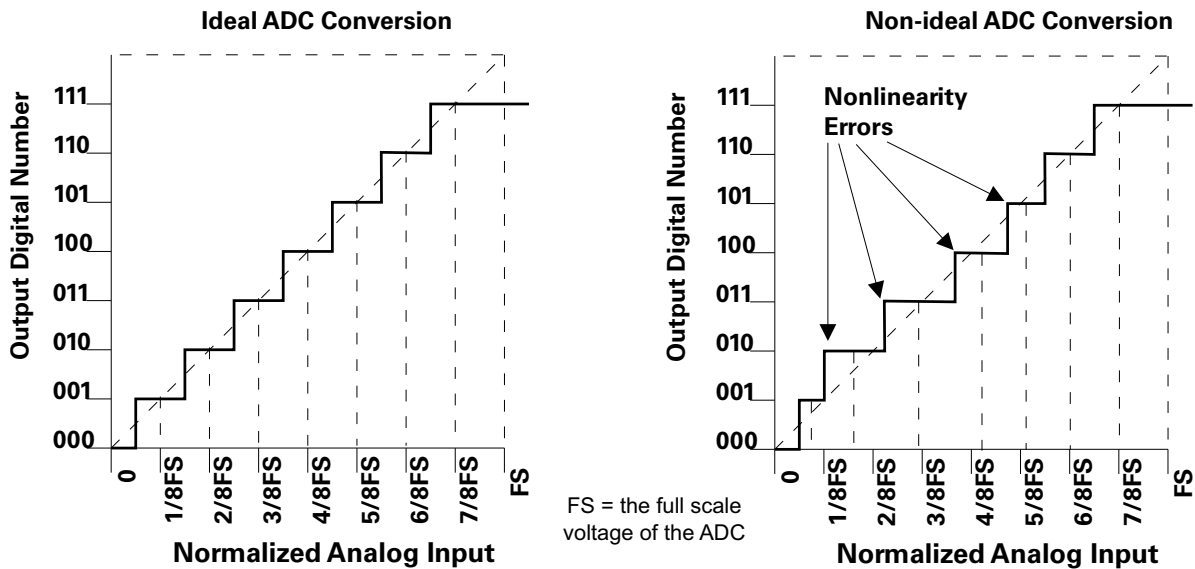 Ideal ADC Conversion
Output Digital Number
111
110
101
100
011
010
001
000
0
1/8FS
2/8FS
3/8FS
4/8FS
5/8FS
6/8FS
7/8FS
FS
Normalized Analog Input
FS = the full scale
voltage of the ADC
Non-ideal ADC Conversion
Output Digital Number
Nonlinearity
Errors
111
110
101
100
011
010
001
000
0
1/8FS
2/8FS
3/8FS
4/8FS
5/8FS
6/8FS
7/8FS
FS
Normalized Analog Input